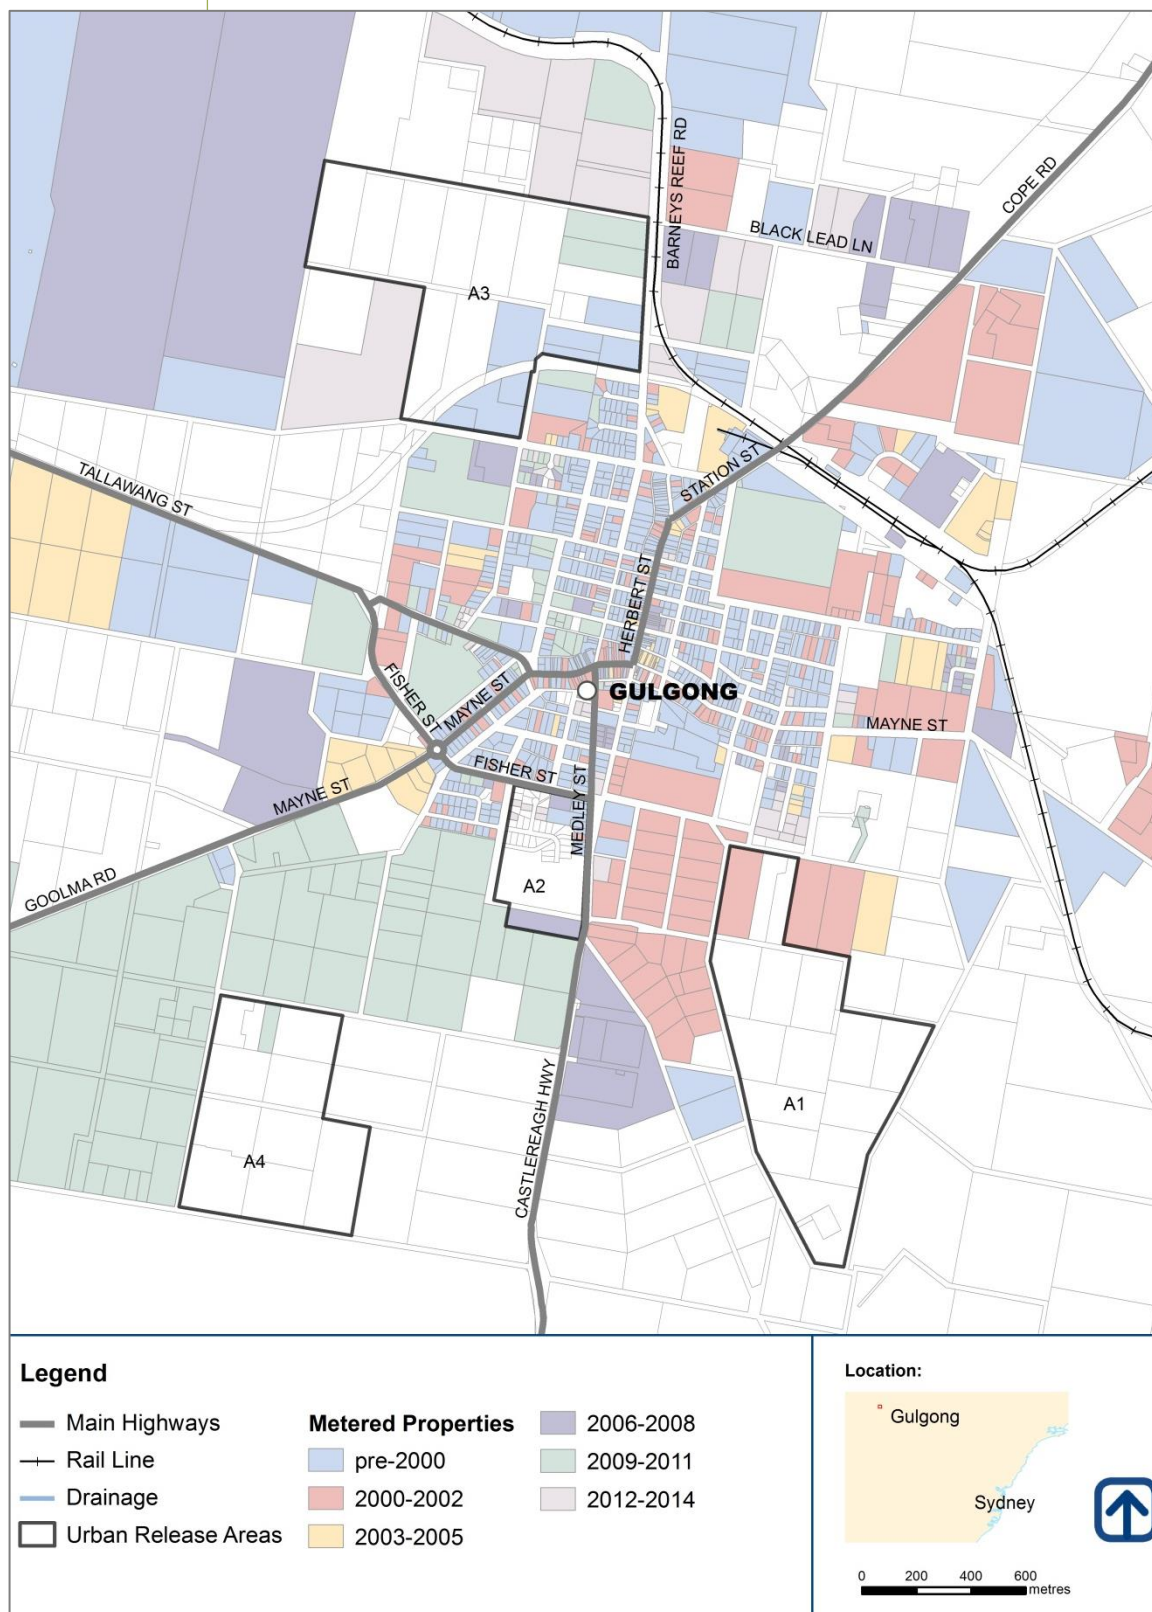 BARNEYS REEF RD
COPE RD
BLACK LEAD LN
A3
TALLAWANG ST
STATION ST
HERBERT ST
FISHER ST
MAYNE ST
GULGONG
MAYNE ST
FISHER ST
MEDLEY ST
MAYNE ST
GOOLMA RD
A2
A1
A4
CASTLEREAGH HWY
Legend
Main Highways
Rail Line
Drainage
Urban Release Areas
Metered Properties
pre-2000
2000-2002
2003-2005
2006-2008
2009-2011
2012-2014
Location:
Gulgong
Sydney
0 200 400 600
metres